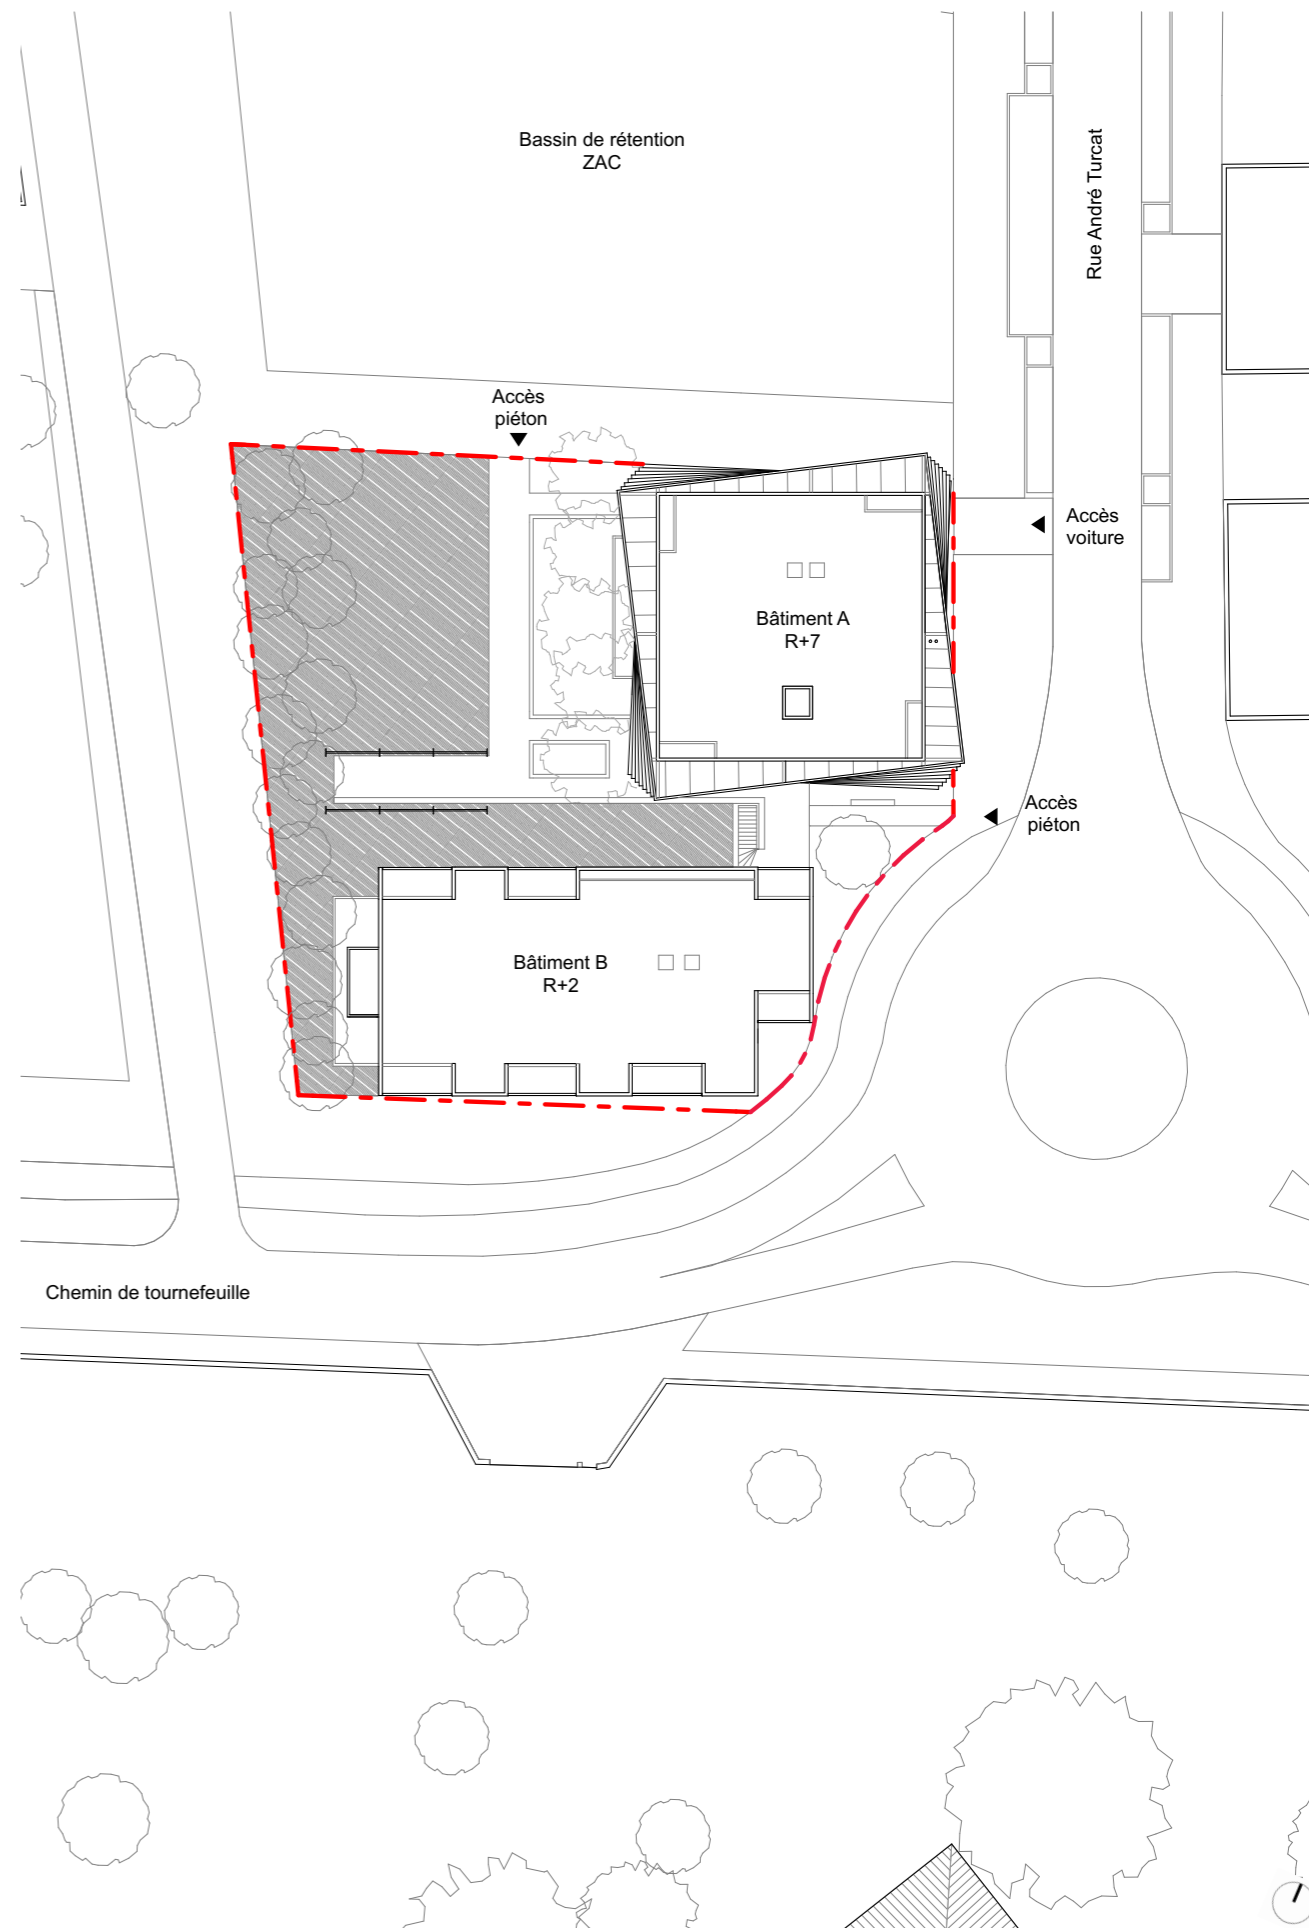 Bassin de rétention
ZAC
Rue André Turcat
Accès
piéton
Accès
voiture
Bâtiment A
R+7
Accès
piéton
Bâtiment B
R+2
Chemin de tournefeuille